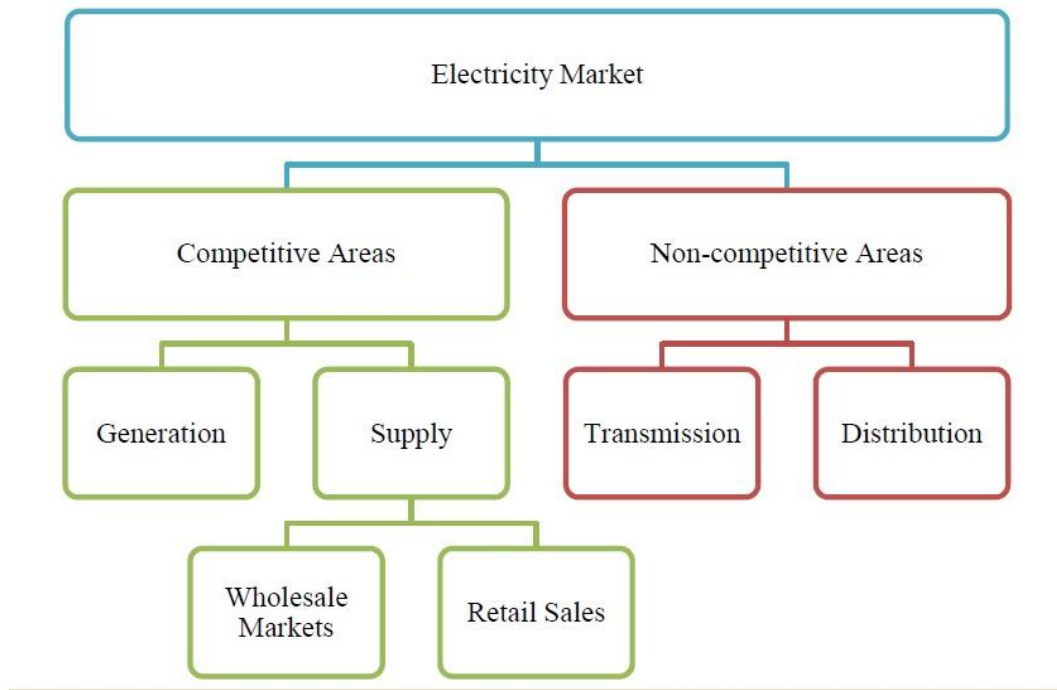 Electricity Market
Competitive Areas
Non-competitive Areas
Generation
Supply
Transmission
Distribution
Wholesale
Markets
Retail Sales